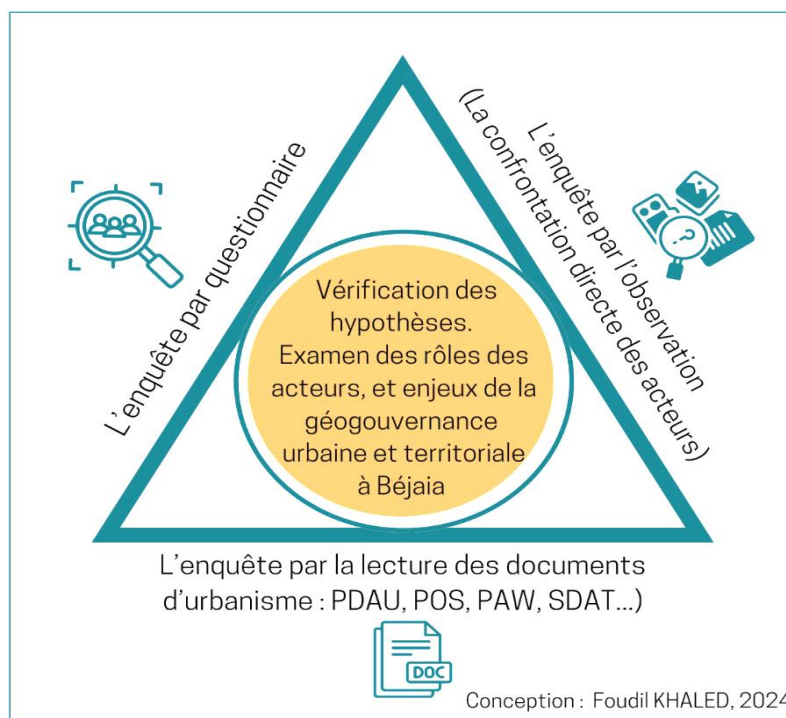 L'enquête par questionnaire
L'enquête par l'observation
(La confrontation directe des acteurs)
Vérification des
hypothèses.
Examen des rôles des
acteurs, et enjeux de la
géogouvernance
urbaine et territoriale
à Béjaia
L'enquête par la lecture des documents
d'urbanisme : PDAU, POS, PAW, SDAT...)
DOC
Conception : Foudil KHALED, 2024